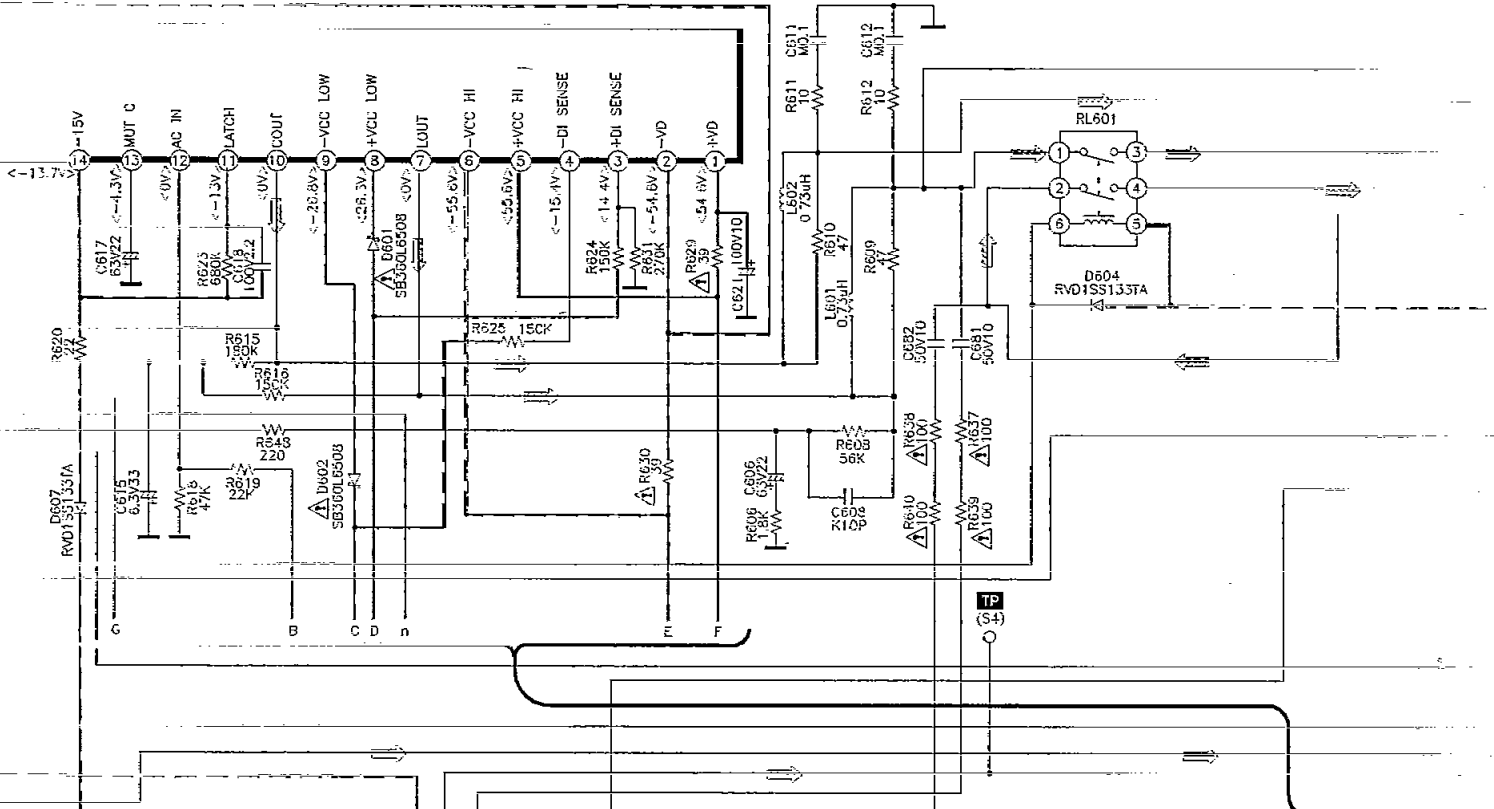 -15V
MUT C
AC IN
LATCH
COUT
-VCC LOW
+VCC LOW
LOUT
-VCC HI
+VCC HI
-DI SENSE
+DI SENSE
-VD
+VD
14
13
12
11
10
9
8
7
6
5
4
3
2
1
<-13.7V>
<-4.3V>
<0V>
<-13V>
<0V>
<-26.8V>
<0V>
<-55.6V>
<55.6V>
<-15.4V>
<14.4V>
<-54.6V>
<54.6V>
C617
63V22
R623
680K
C618
100V2.2
D601
SB360L6508
R624
150K
R631
270K
R629
39
C621
100V10
C611
M0.1
C612
M0.1
R611
10
R612
10
L602
0.73uH
R610
47
R609
47
L601
0.73uH
RL601
1
3
2
4
6
5
D604
RVD1SS133TA
R620
22
R615
R616
R625
R648
220
R619
22K
R618
47K
C615
6.3V33
D607
RVD1SS133TA
D602
SB360L6508
R630
39
C606
R606
1.8K
R608
56K
C608
K10P
C682
50V10
C681
50V10
R638
100
R637
100
R640
100
R639
100
G
B
C
D
n
E
F
TP
(S4)